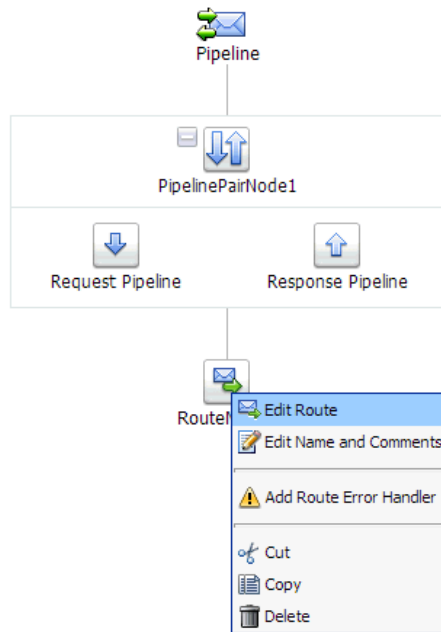 Pipeline
PipelinePairNode1
Request Pipeline
Response Pipeline
Edit Route
Edit Name and Comments
Add Route Error Handler
Cut
Copy
Delete